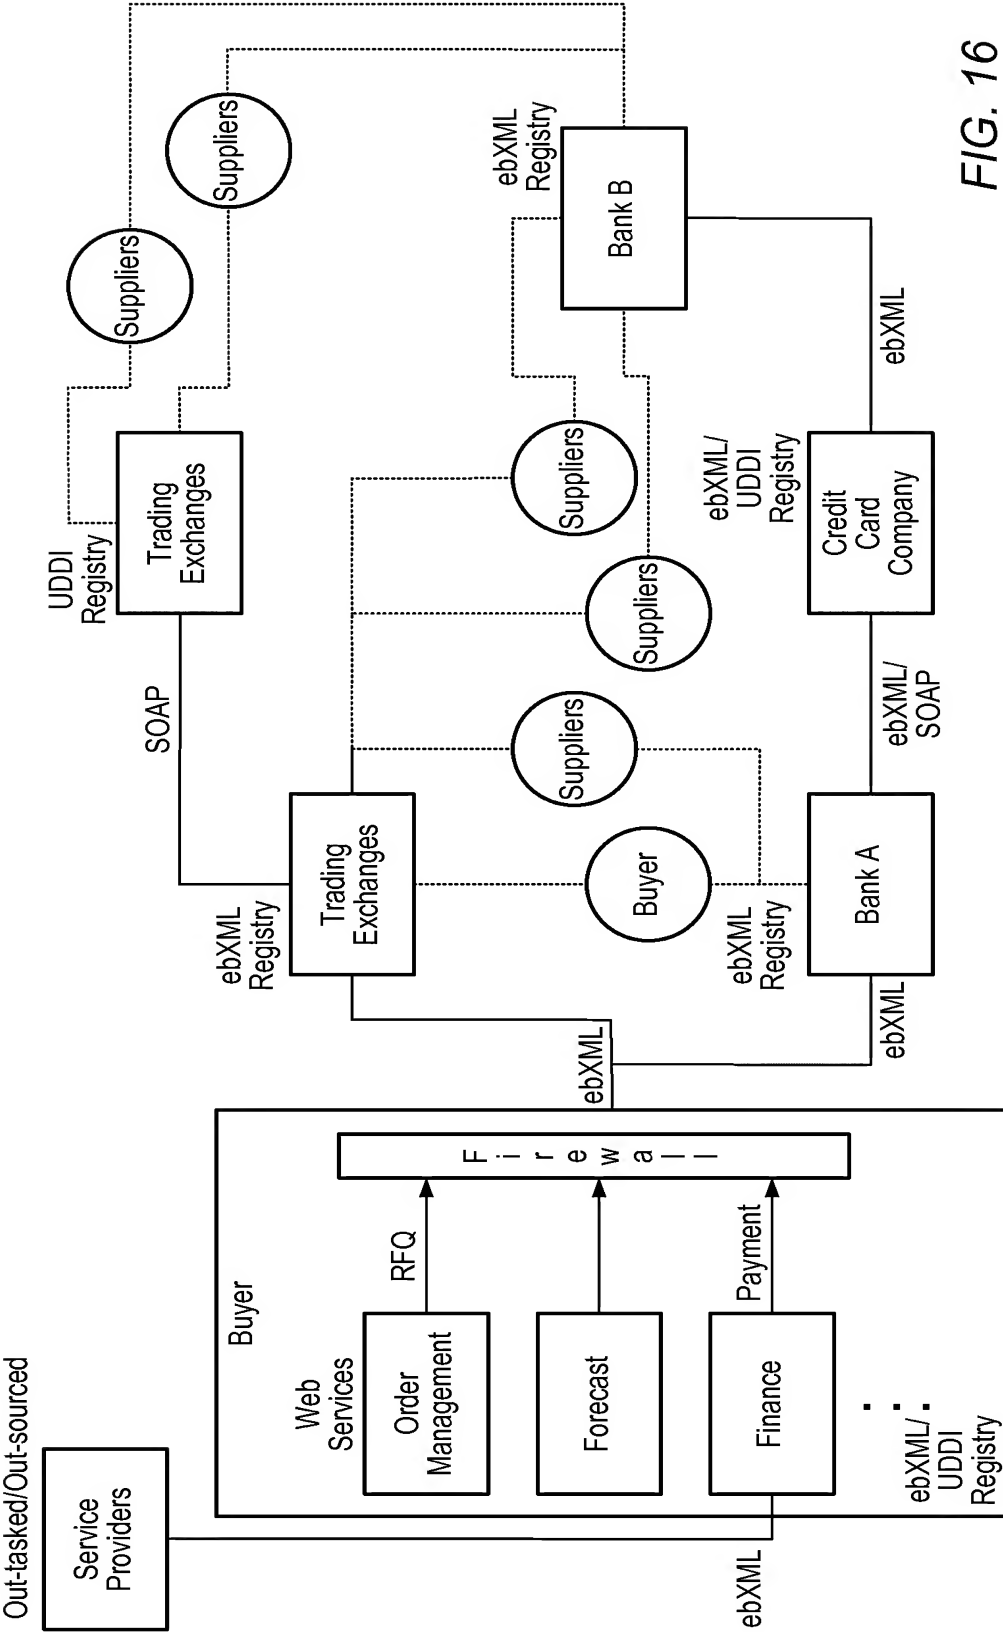 Out-tasked/Out-sourced
Service
Providers
ebXML
Buyer
Web
Services
Order
Management
RFQ
Forecast
Finance
Payment
Firewall
ebXML/
UDDI
Registry
ebXML
ebXML
ebXML
Registry
Trading
Exchanges
SOAP
UDDI
Registry
Trading
Exchanges
Suppliers
Suppliers
Buyer
Suppliers
Suppliers
Suppliers
ebXML
Registry
Bank A
ebXML/
SOAP
ebXML/
UDDI
Registry
Credit
Card
Company
ebXML
ebXML
Registry
Bank B
FIG. 16